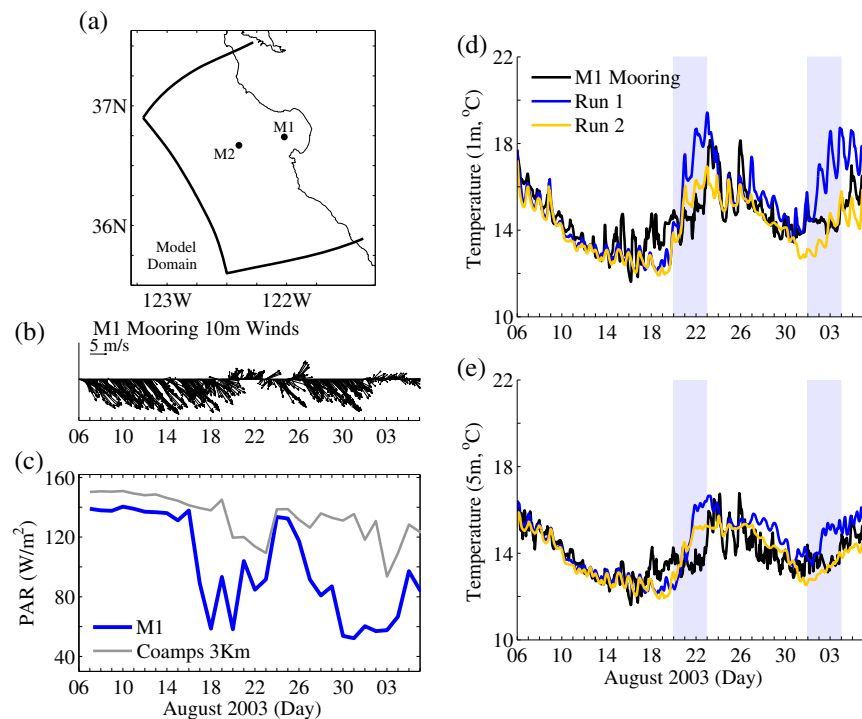 (a)
37N
36N
M1
M2
Model
Domain
123W
122W
(b)
M1 Mooring 10m Winds
5 m/s
06
10
14
18
22
26
30
03
(c)
PAR (W/m²)
160
120
80
40
M1
Coamps 3Km
06
10
14
18
22
26
30
03
August 2003 (Day)
(d)
Temperature (1m, °C)
22
18
14
10
M1 Mooring
Run 1
Run 2
06
10
14
18
22
26
30
03
(e)
Temperature (5m, °C)
22
18
14
10
06
10
14
18
22
26
30
03
August 2003 (Day)